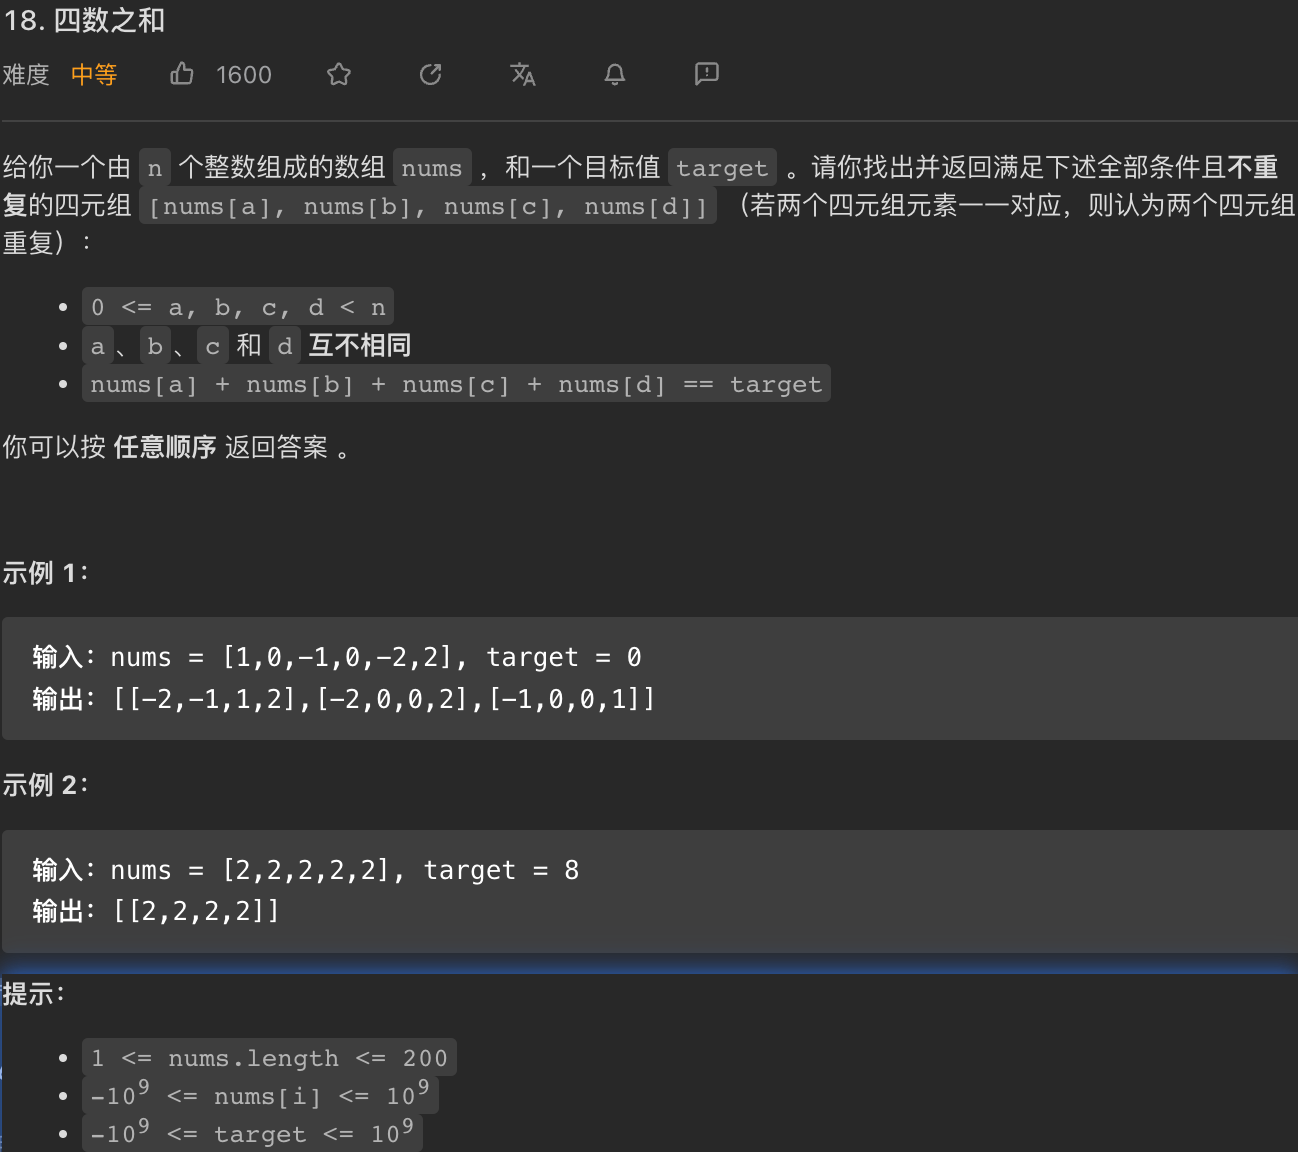 18. 四数之和
难度 中等 1600
给你一个由 n 个整数组成的数组 nums ，和一个目标值 target 。请你找出并返回满足下述全部条件且不重
复的四元组 [nums[a], nums[b], nums[c], nums[d]] （若两个四元组元素一一对应，则认为两个四元组
重复）：
• 0 <= a, b, c, d < n
• a、b、c 和 d 互不相同
• nums[a] + nums[b] + nums[c] + nums[d] == target
你可以按 任意顺序 返回答案 。
示例 1：
输入：nums = [1,0,-1,0,-2,2], target = 0
输出：[[-2,-1,1,2],[-2,0,0,2],[-1,0,0,1]]
示例 2：
输入：nums = [2,2,2,2,2], target = 8
输出：[[2,2,2,2]]
提示：
• 1 <= nums.length <= 200
• -10⁹ <= nums[i] <= 10⁹
• -10⁹ <= target <= 10⁹